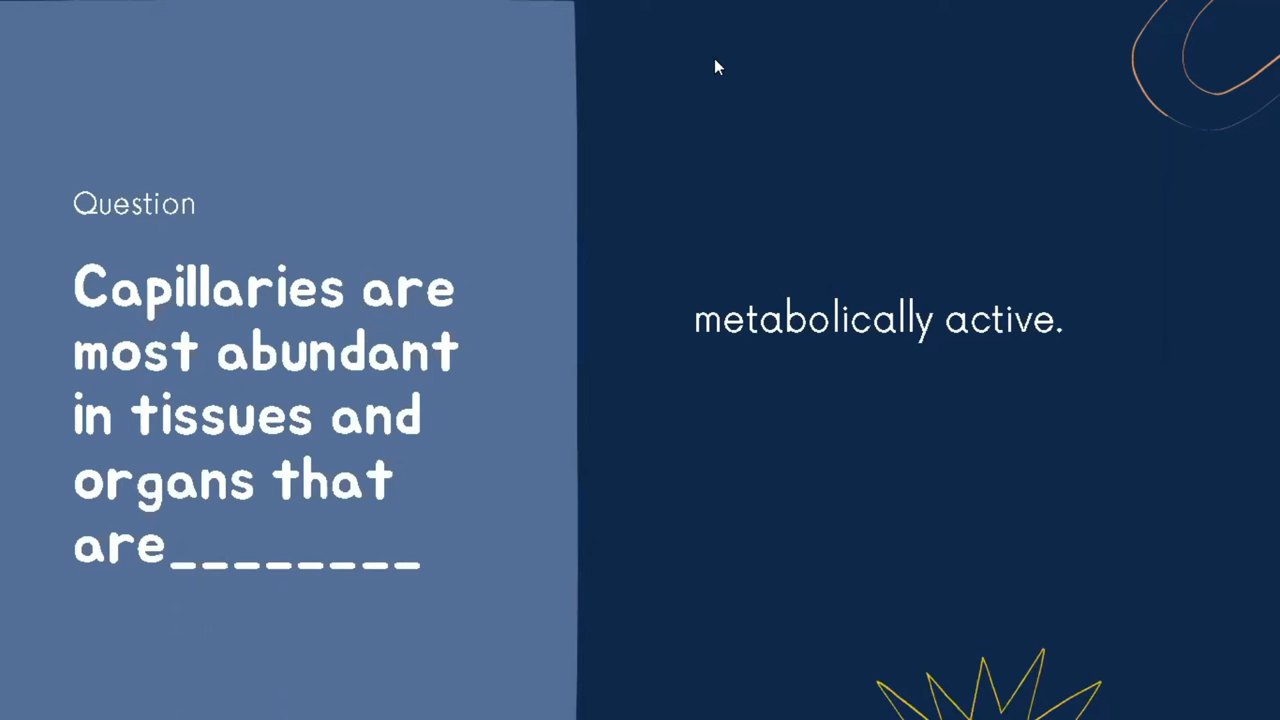 Question
Capillaries are
most abundant
in tissues and
organs that
are________
metabolically active.